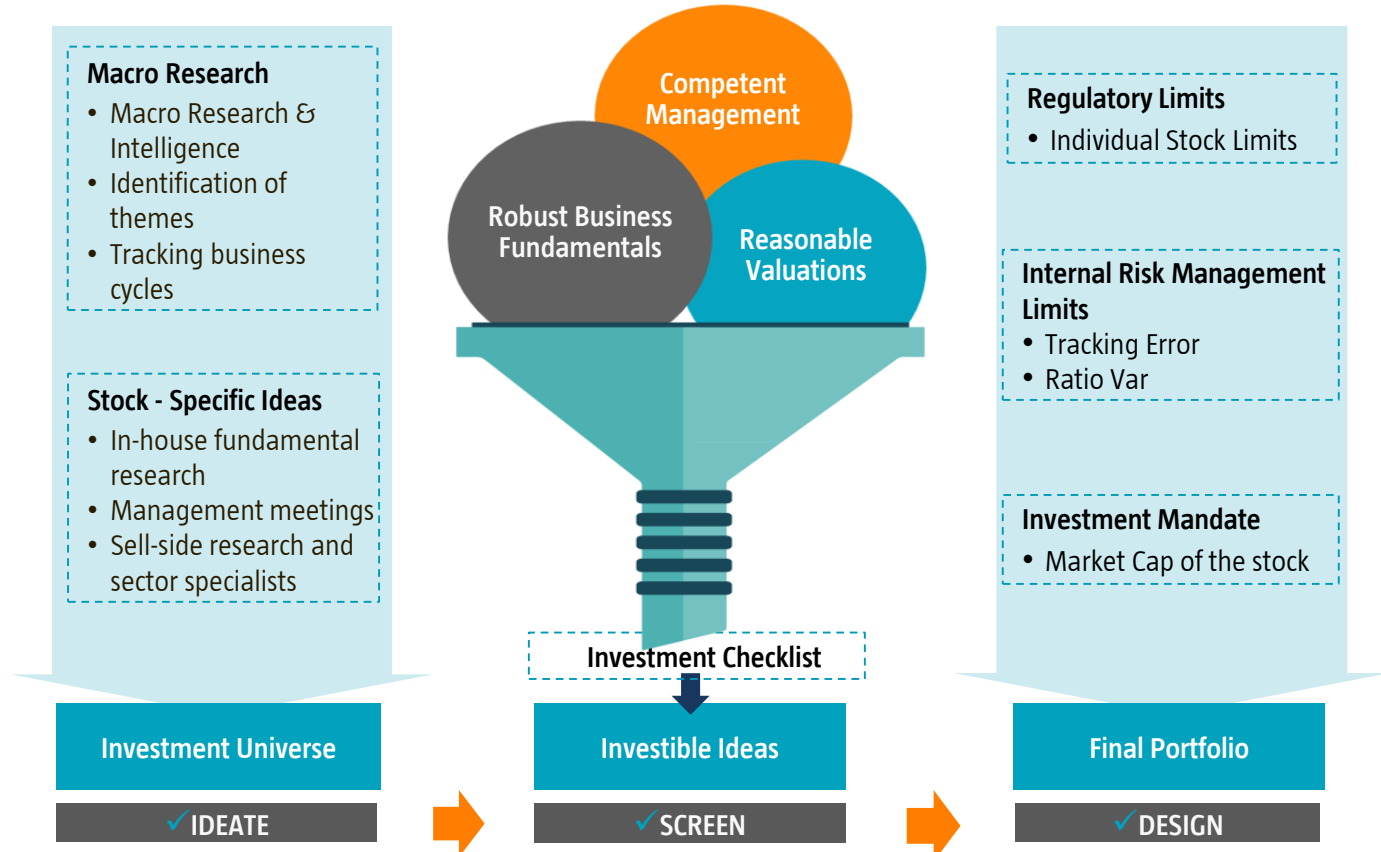 Macro Research
• Macro Research &
Intelligence
• Identification of
themes
• Tracking business
cycles
Stock - Specific Ideas
• In-house fundamental
research
• Management meetings
• Sell-side research and
sector specialists
Investment Universe
✓IDEATE
Competent
Management
Robust Business
Fundamentals
Reasonable
Valuations
Investment Checklist
Investible Ideas
✓SCREEN
Regulatory Limits
• Individual Stock Limits
Internal Risk Management
Limits
• Tracking Error
• Ratio Var
Investment Mandate
• Market Cap of the stock
Final Portfolio
✓DESIGN